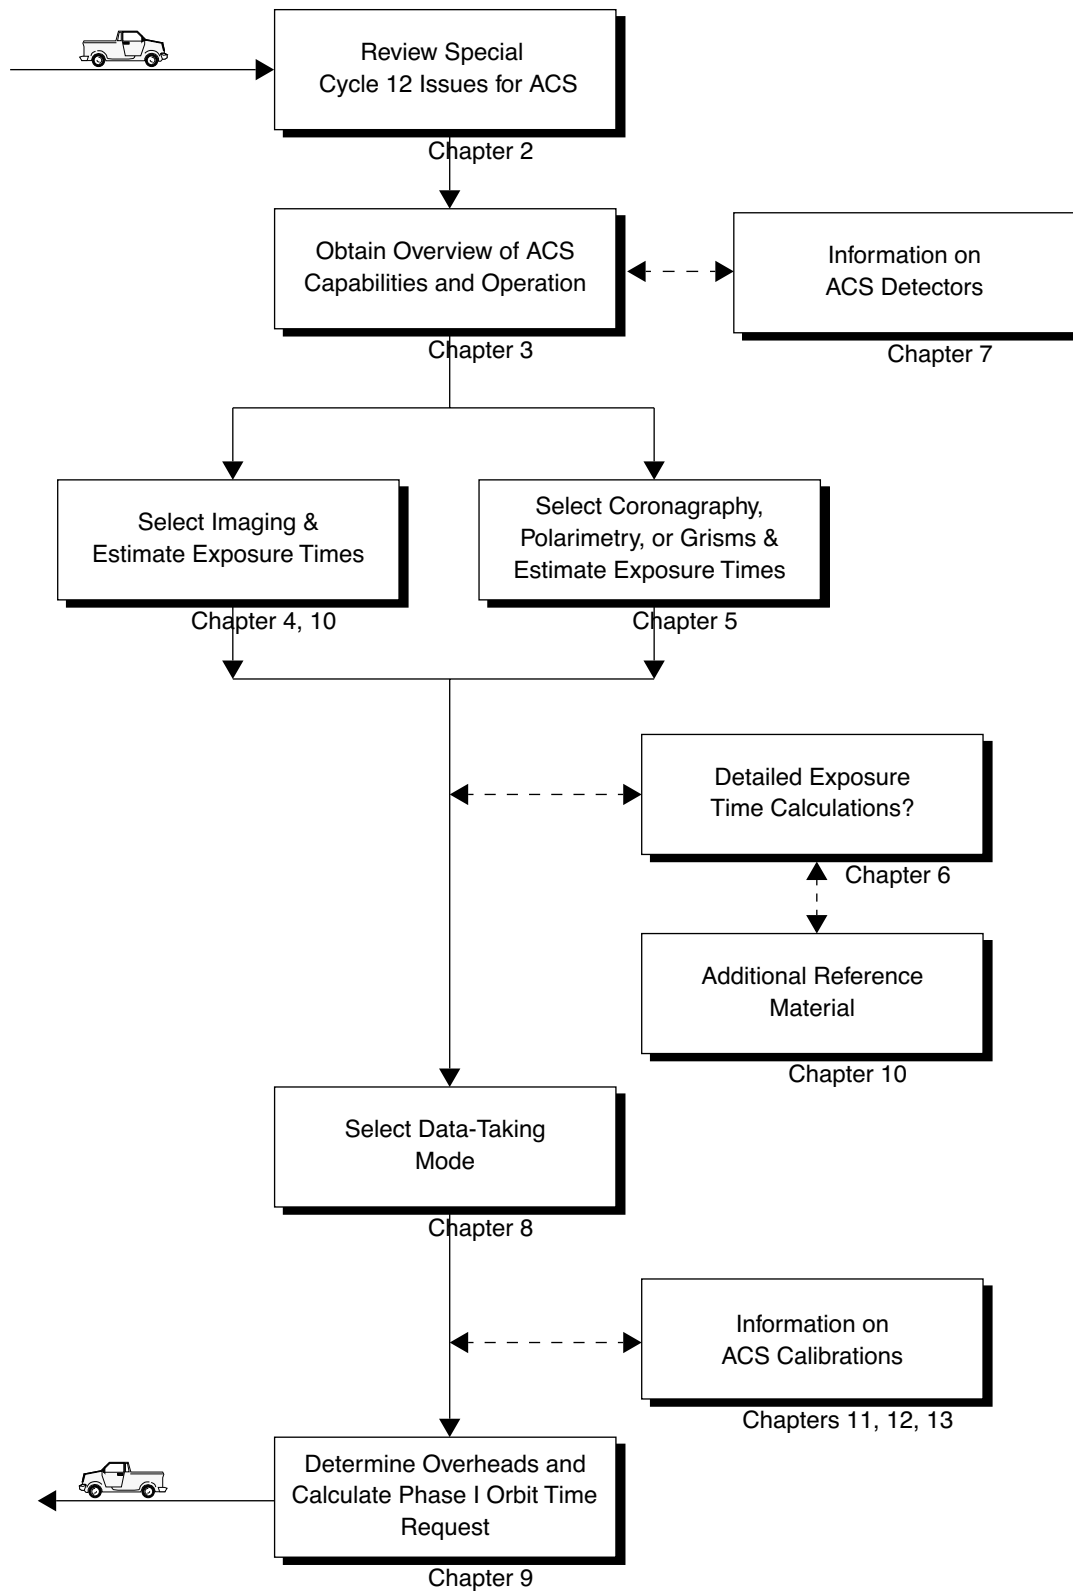 Review Special
Cycle 12 Issues for ACS
Chapter 2
Obtain Overview of ACS
Capabilities and Operation
Chapter 3
Information on
ACS Detectors
Chapter 7
Select Imaging &
Estimate Exposure Times
Chapter 4, 10
Select Coronagraphy,
Polarimetry, or Grisms &
Estimate Exposure Times
Chapter 5
Detailed Exposure
Time Calculations?
Chapter 6
Additional Reference
Material
Chapter 10
Select Data-Taking
Mode
Chapter 8
Information on
ACS Calibrations
Chapters 11, 12, 13
Determine Overheads and
Calculate Phase I Orbit Time
Request
Chapter 9